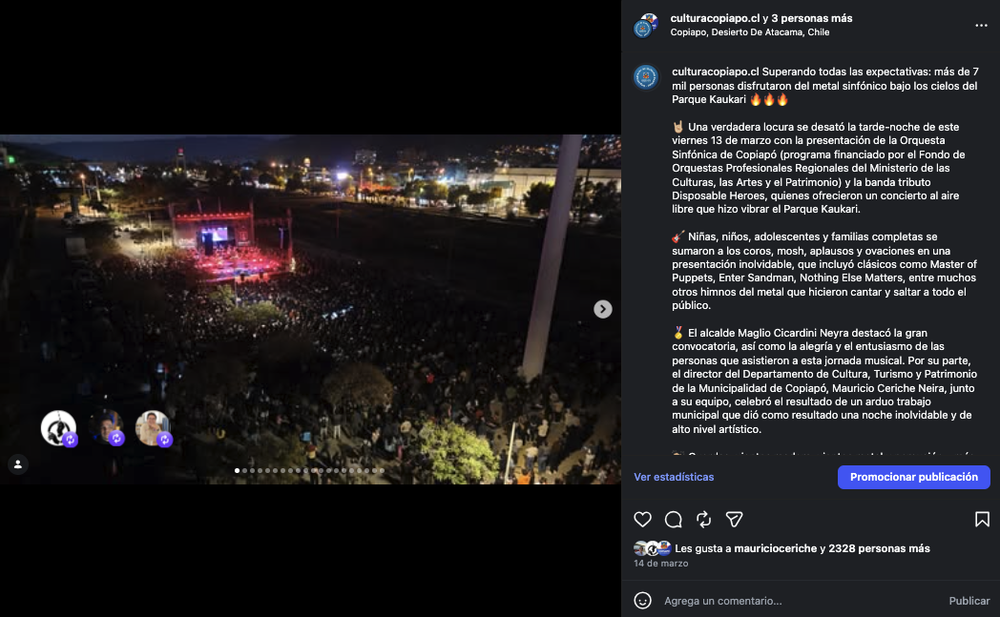 culturacopiapo.cl y 3 personas más
Copiapo, Desierto De Atacama, Chile
culturacopiapo.cl Superando todas las expectativas: más de 7
mil personas disfrutaron del metal sinfónico bajo los cielos del
Parque Kaukari 🔥🔥🔥
🤘🏻 Una verdadera locura se desató la tarde-noche de este
viernes 13 de marzo con la presentación de la Orquesta
Sinfónica de Copiapó (programa financiado por el Fondo de
Orquestas Profesionales Regionales del Ministerio de las
Culturas, las Artes y el Patrimonio) y la banda tributo
Disposable Heroes, quienes ofrecieron un concierto al aire
libre que hizo vibrar el Parque Kaukari.
🎸 Niñas, niños, adolescentes y familias completas se
sumaron a los coros, mosh, aplausos y ovaciones en una
presentación inolvidable, que incluyó clásicos como Master of
Puppets, Enter Sandman, Nothing Else Matters, entre muchos
otros himnos del metal que hicieron cantar y saltar a todo el
público.
🏅 El alcalde Maglio Cicardini Neyra destacó la gran
convocatoria, así como la alegría y el entusiasmo de las
personas que asistieron a esta jornada musical. Por su parte,
el director del Departamento de Cultura, Turismo y Patrimonio
de la Municipalidad de Copiapó, Mauricio Ceriche Neira, junto
a su equipo, celebró el resultado de un arduo trabajo
municipal que dió como resultado una noche inolvidable y de
alto nivel artístico.
Ver estadísticas
Promocionar publicación
Les gusta a mauricioceriche y 2328 personas más
14 de marzo
Agrega un comentario...
Publicar